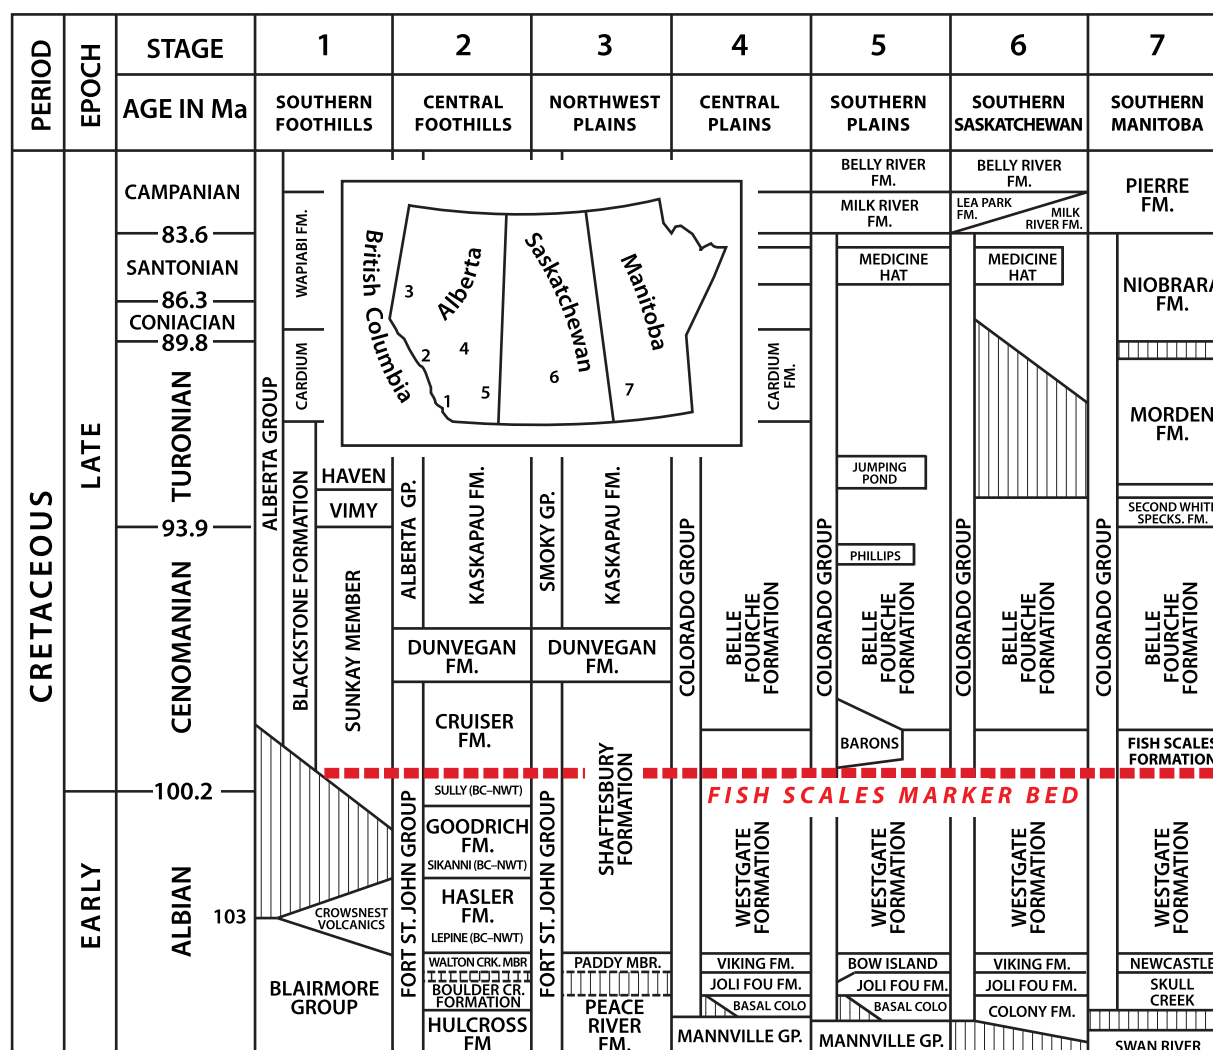 PERIOD
EPOCH
STAGE
1
2
3
4
5
6
7
AGE IN Ma
SOUTHERN
FOOTHILLS
CENTRAL
FOOTHILLS
NORTHWEST
PLAINS
CENTRAL
PLAINS
SOUTHERN
PLAINS
SOUTHERN
SASKATCHEWAN
SOUTHERN
MANITOBA
CRETACEOUS
LATE
EARLY
CAMPANIAN
83.6
SANTONIAN
86.3
CONIACIAN
89.8
TURONIAN
93.9
CENOMANIAN
100.2
103
ALBIAN
ALBERTA GROUP
WAPIABI FM.
CARDIUM
BLACKSTONE FORMATION
HAVEN
VIMY
SUNKAY MEMBER
CROWSNEST
VOLCANICS
BLAIRMORE
GROUP
British Columbia
Alberta
Saskatchewan
Manitoba
3
2
4
1
5
6
7
ALBERTA GP.
KASKAPAU FM.
DUNVEGAN
FM.
CRUISER
FM.
SULLY (BC–NWT)
GOODRICH
FM.
SIKANNI (BC–NWT)
HASLER
FM.
LEPINE (BC–NWT)
WALTON CRK. MBR
BOULDER CR.
FORMATION
HULCROSS
FM
FORT ST. JOHN GROUP
SMOKY GP.
KASKAPAU FM.
DUNVEGAN
FM.
SHAFTESBURY
FORMATION
FORT ST. JOHN GROUP
PADDY MBR.
PEACE
RIVER
FM.
CARDIUM
FM.
COLORADO GROUP
BELLE
FOURCHE
FORMATION
FISH SCALES MARKER BED
WESTGATE
FORMATION
VIKING FM.
JOLI FOU FM.
BASAL COLO
MANNVILLE GP.
BELLY RIVER
FM.
MILK RIVER
FM.
MEDICINE
HAT
JUMPING
POND
PHILLIPS
COLORADO GROUP
BELLE
FOURCHE
FORMATION
BARONS
WESTGATE
FORMATION
BOW ISLAND
JOLI FOU FM.
BASAL COLO
MANNVILLE GP.
BELLY RIVER
FM.
LEA PARK
FM.
MILK
RIVER FM.
MEDICINE
HAT
COLORADO GROUP
BELLE
FOURCHE
FORMATION
WESTGATE
FORMATION
VIKING FM.
JOLI FOU FM.
COLONY FM.
PIERRE
FM.
NIOBRARA
FM.
MORDEN
FM.
SECOND WHITE
SPECKS. FM.
COLORADO GROUP
BELLE
FOURCHE
FORMATION
FISH SCALES
FORMATION
WESTGATE
FORMATION
NEWCASTLE
SKULL
CREEK
SWAN RIVER